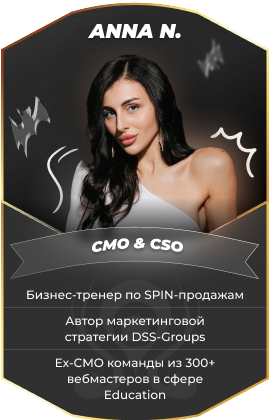 ANNA N.
CMO & CSO
Бизнес-тренер по SPIN-продажам
Автор маркетинговой
стратегии DSS-Groups
Ex-CMO команды из 300+
вебмастеров в сфере
Education